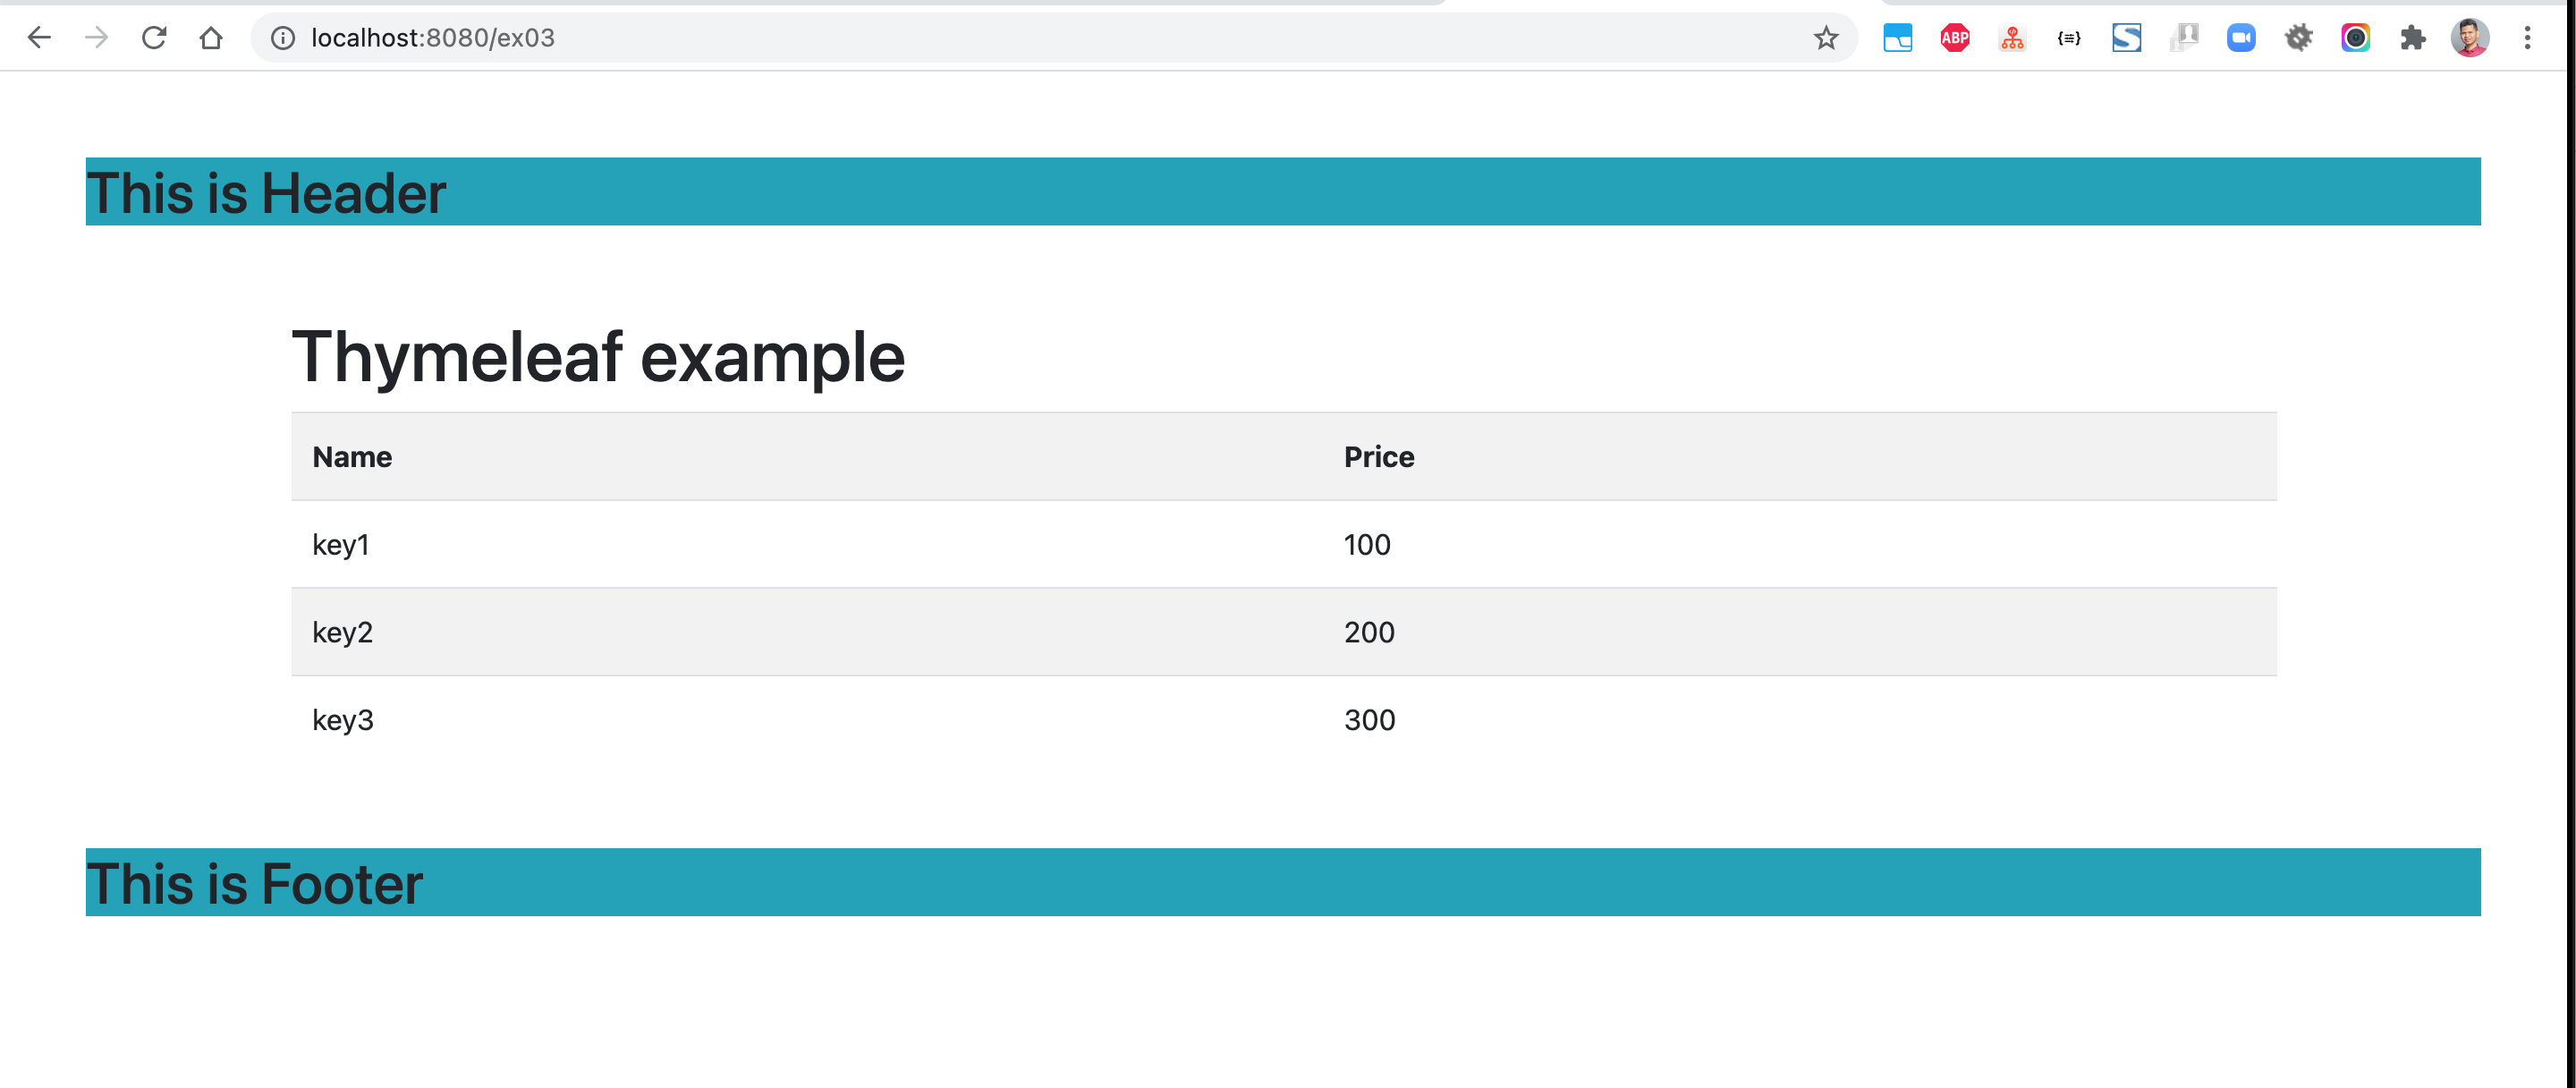 localhost:8080/ex03
ABP
This is Header
Thymeleaf example
Name Price
key1 100
key2 200
key3 300
This is Footer